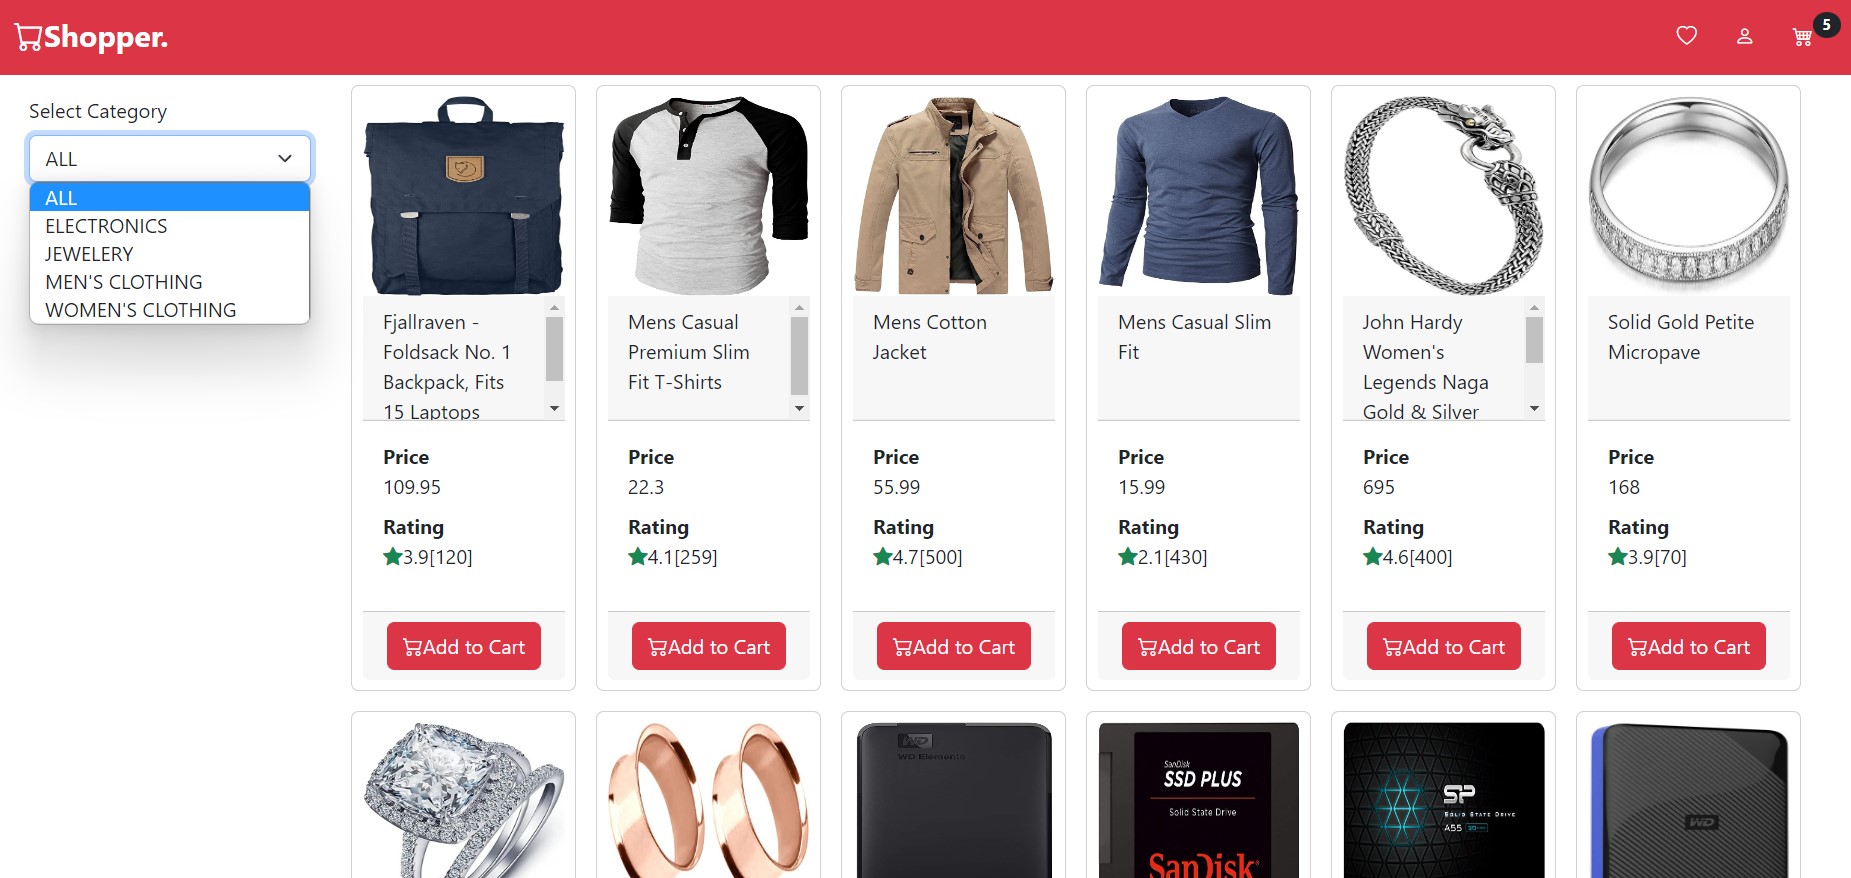 Shopper.
5
Select Category
ALL
ALL
ELECTRONICS
JEWELERY
MEN'S CLOTHING
WOMEN'S CLOTHING
Fjallraven -
Foldsack No. 1
Backpack, Fits
15 Laptops
Price
109.95
Rating
3.9[120]
Add to Cart
Mens Casual
Premium Slim
Fit T-Shirts
Price
22.3
Rating
4.1[259]
Add to Cart
Mens Cotton
Jacket
Price
55.99
Rating
4.7[500]
Add to Cart
Mens Casual Slim
Fit
Price
15.99
Rating
2.1[430]
Add to Cart
John Hardy
Women's
Legends Naga
Gold & Silver
Price
695
Rating
4.6[400]
Add to Cart
Solid Gold Petite
Micropave
Price
168
Rating
3.9[70]
Add to Cart
WD
WD Elements
SanDisk
SSD PLUS
Solid State Drive
SanDisk
SP
SOLID STATE DRIVE
A55
WD